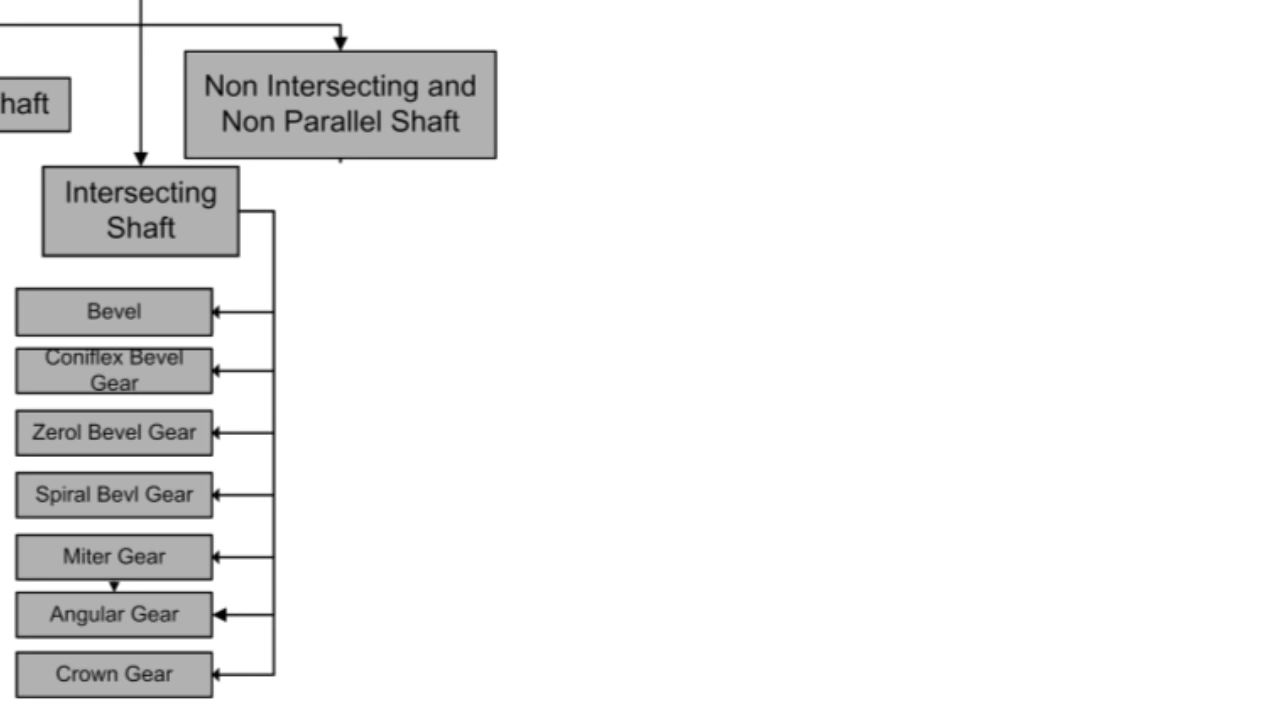 Non Intersecting and
Non Parallel Shaft
haft
Intersecting
Shaft
Bevel
Coniflex Bevel
Gear
Zerol Bevel Gear
Spiral Bevl Gear
Miter Gear
Angular Gear
Crown Gear